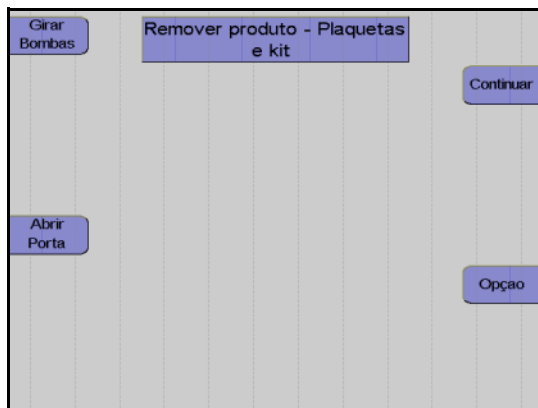 Girar
Bombas
Remover produto - Plaquetas
e kit
Continuar
Abrir
Porta
Opçao